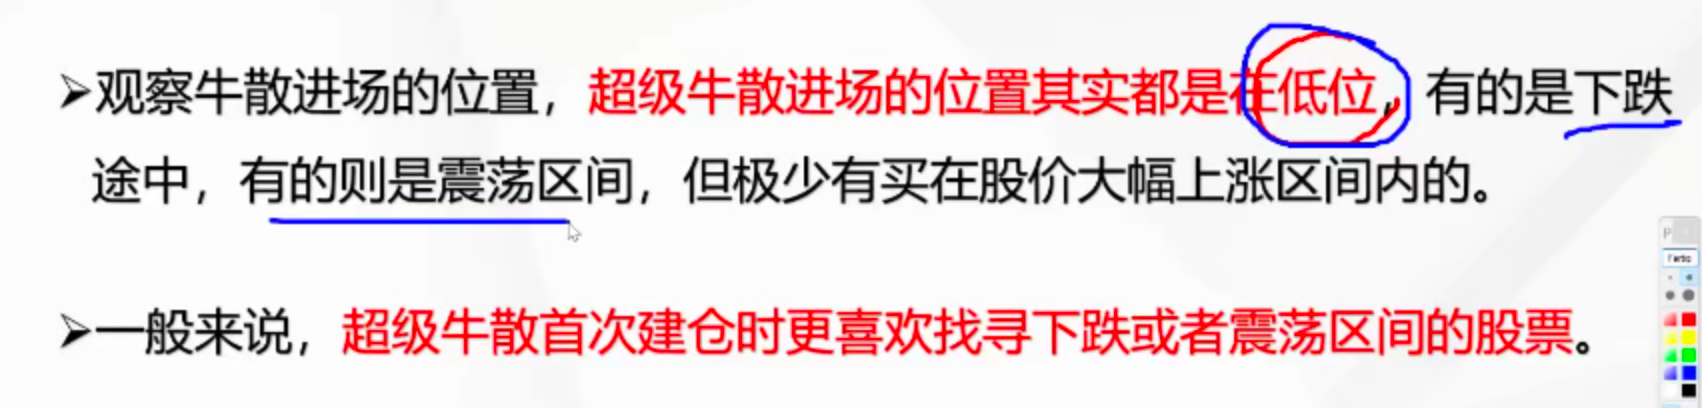 ➢观察牛散进场的位置，超级牛散进场的位置其实都是在低位，有的是下跌
途中，有的则是震荡区间，但极少有买在股价大幅上涨区间内的。
➢一般来说，超级牛散首次建仓时更喜欢找寻下跌或者震荡区间的股票。